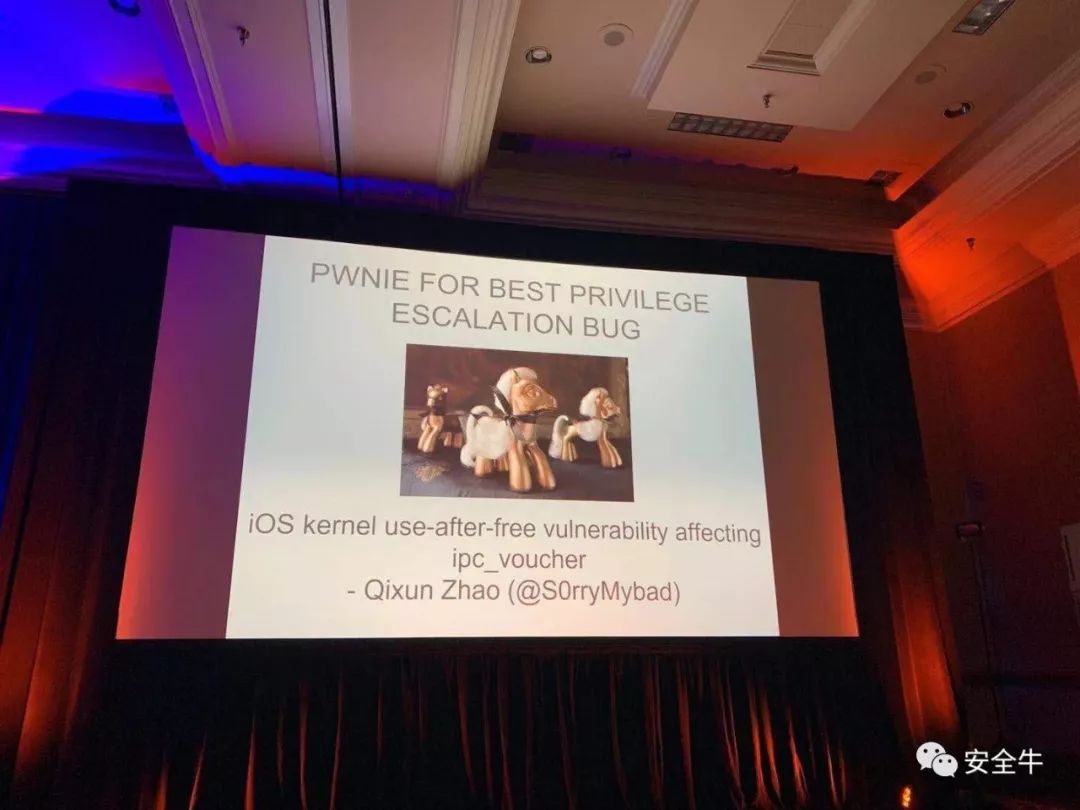 PWNIE FOR BEST PRIVILEGE
ESCALATION BUG
iOS kernel use-after-free vulnerability affecting
ipc_voucher
- Qixun Zhao (@S0rryMybad)
安全牛